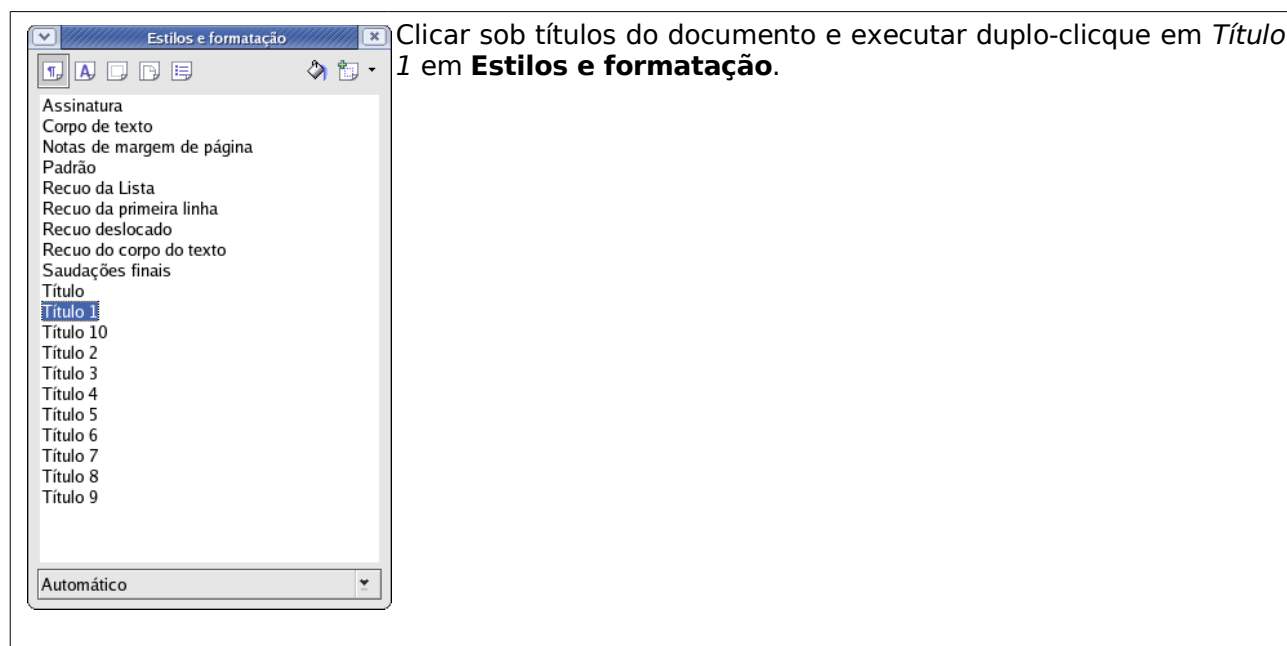 Estilos e formatação
Clicar sob títulos do documento e executar duplo-clicque em Título
1 em Estilos e formatação.
Assinatura
Corpo de texto
Notas de margem de página
Padrão
Recuo da Lista
Recuo da primeira linha
Recuo deslocado
Recuo do corpo do texto
Saudações finais
Título
Título 1
Título 10
Título 2
Título 3
Título 4
Título 5
Título 6
Título 7
Título 8
Título 9
Automático